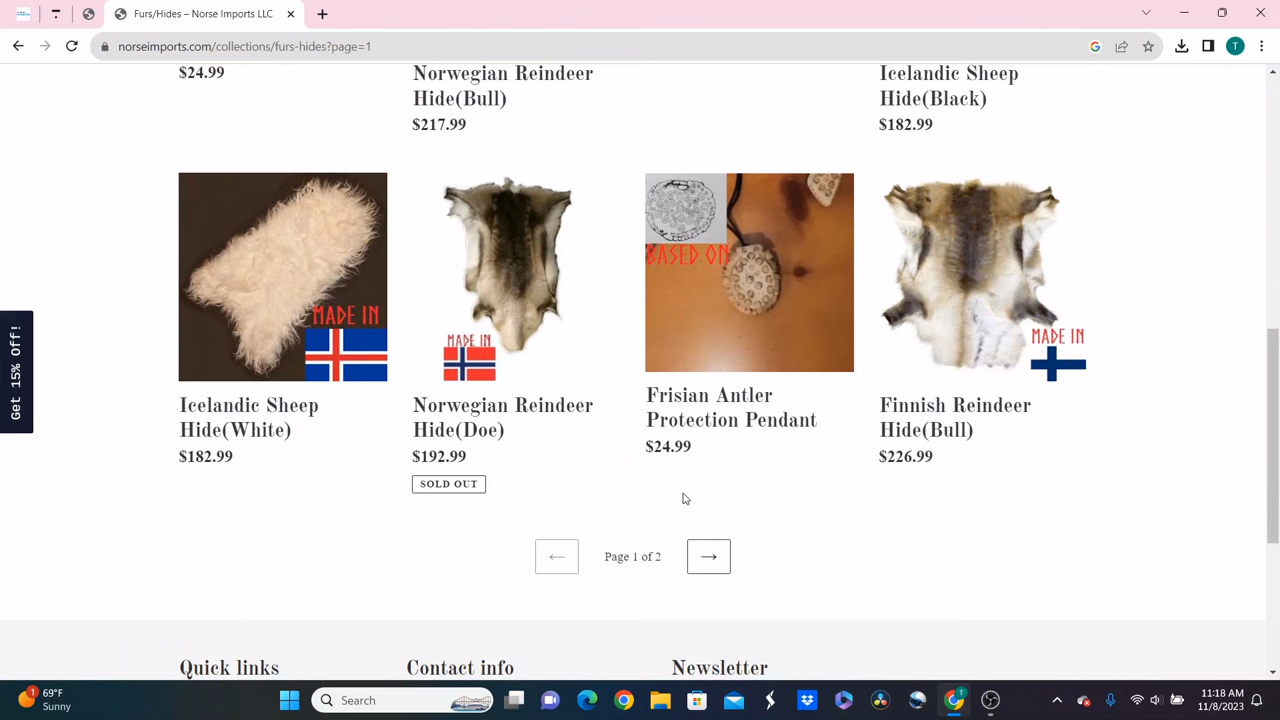 Furs/Hides – Norse Imports LLC
norseimports.com/collections/furs-hides?page=1
T
$24.99
Norwegian Reindeer
Hide(Bull)
$217.99
Icelandic Sheep
Hide(Black)
$182.99
Get 15% Off!
MADE IN
Icelandic Sheep
Hide(White)
$182.99
MADE IN
Norwegian Reindeer
Hide(Doe)
$192.99
SOLD OUT
BASED ON
Frisian Antler
Protection Pendant
$24.99
MADE IN
Finnish Reindeer
Hide(Bull)
$226.99
← Page 1 of 2 →
Quick links
Contact info
Newsletter
1
69°F
Sunny
Search
T
11:18 AM
11/8/2023